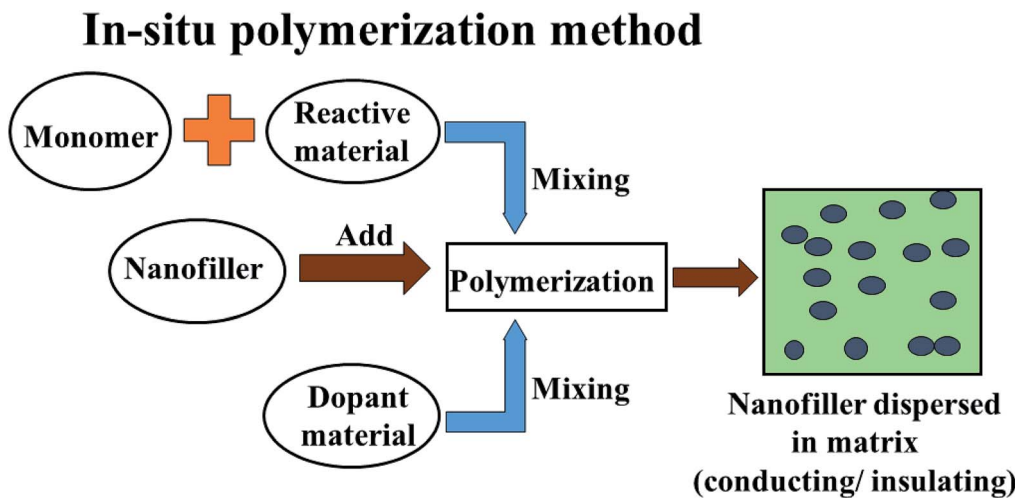 In-situ polymerization method
Monomer
Reactive
material
Mixing
Nanofiller
Add
Polymerization
Dopant
material
Mixing
Nanofiller dispersed
in matrix
(conducting/ insulating)